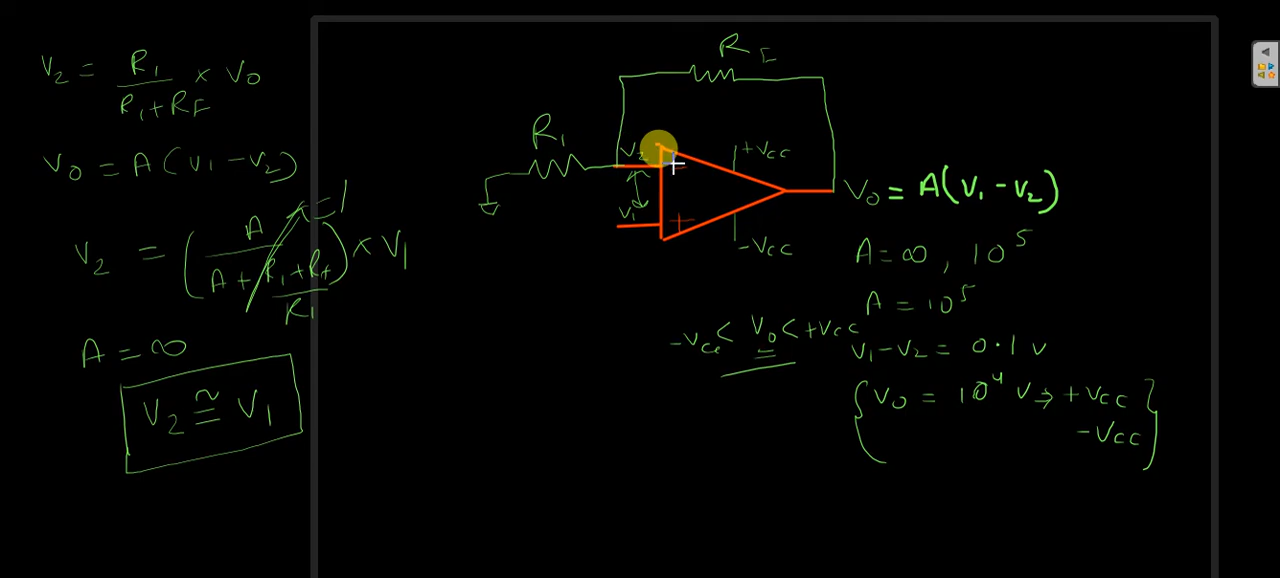 V2 = R1 / (R1 + RF) × V0
V0 = A (V1 - V2)
V2 = (A / (A + (R1 + Rf) / R1)) × V1
= 1
A = ∞
V2 ≅ V1
RF
R1
V2
V1
-
+
+VCC
-VCC
V0 = A(V1 - V2)
A = ∞, 10^5
A = 10^5
-VCC < V0 < +VCC
V1 - V2 = 0.1 V
{V0 = 10^4 V ⇒ +VCC
-VCC}